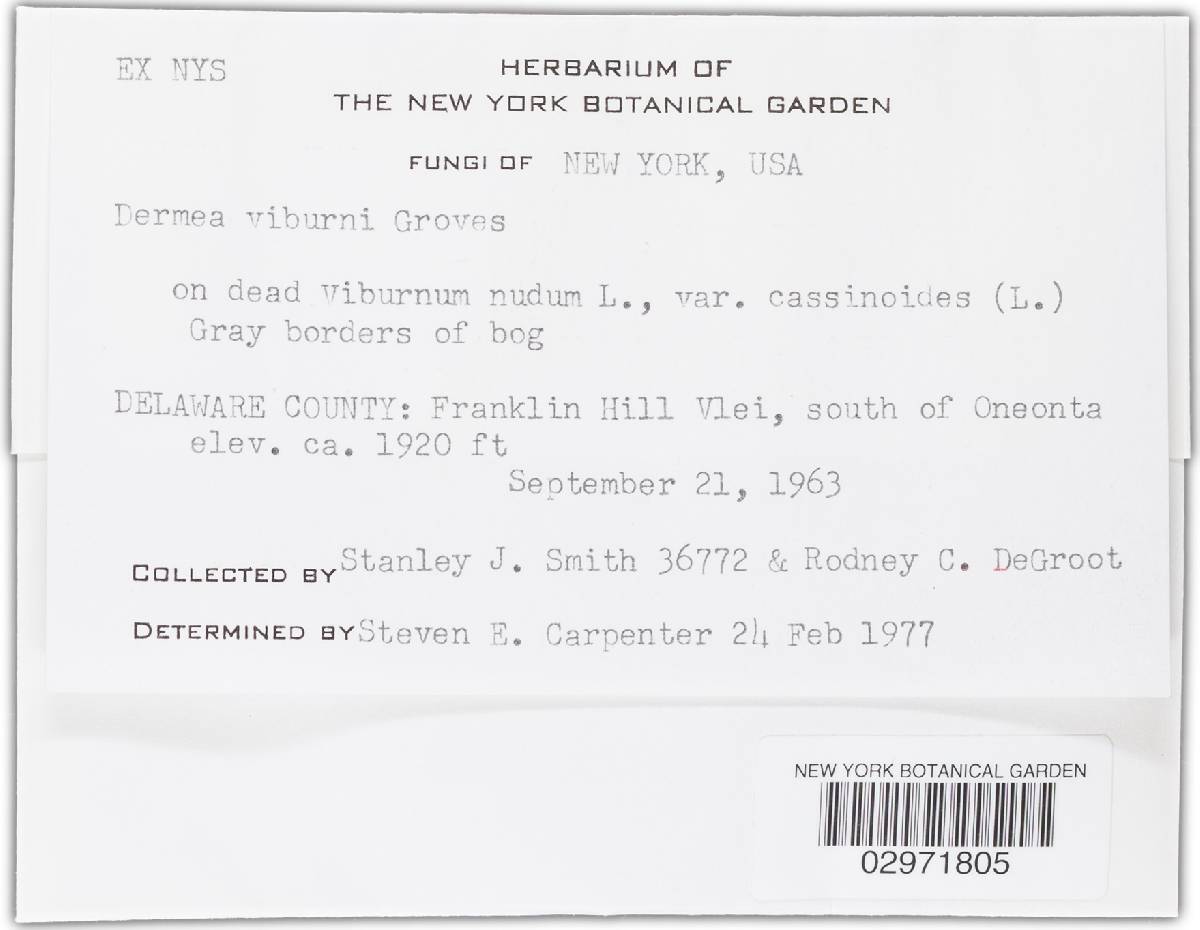 EX NYS
HERBARIUM OF
THE NEW YORK BOTANICAL GARDEN
FUNGI OF NEW YORK, USA
Dermea viburni Groves
on dead Viburnum nudum L., var. cassinoides (L.)
Gray borders of bog
DELAWARE COUNTY: Franklin Hill Vlei, south of Oneonta
elev. ca. 1920 ft
September 21, 1963
COLLECTED BY Stanley J. Smith 36772 & Rodney C. DeGroot
DETERMINED BY Steven E. Carpenter 24 Feb 1977
NEW YORK BOTANICAL GARDEN
02971805